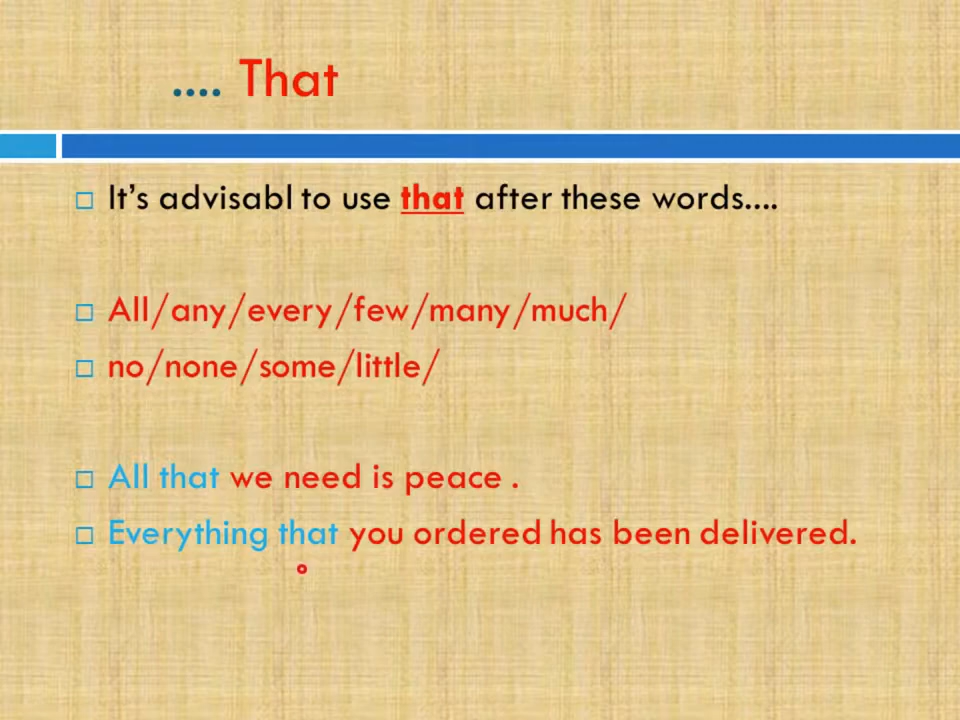 .... That
It’s advisabl to use that after these words....
All/any/every/few/many/much/
no/none/some/little/
All that we need is peace .
Everything that you ordered has been delivered.